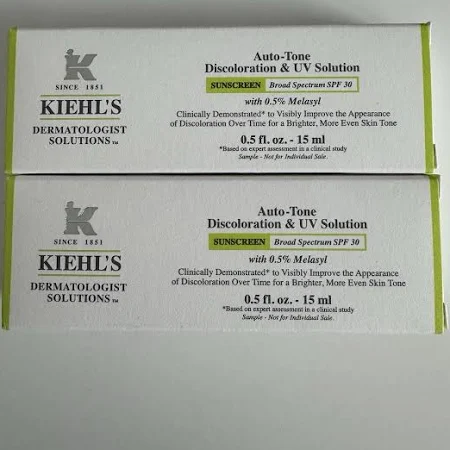 K
SINCE 1851
KIEHL'S
DERMATOLOGIST
SOLUTIONS™
Auto-Tone
Discoloration & UV Solution
SUNSCREEN Broad Spectrum SPF 30
with 0.5% Melasyl
Clinically Demonstrated* to Visibly Improve the Appearance
of Discoloration Over Time for a Brighter, More Even Skin Tone
0.5 fl. oz. - 15 ml
*Based on expert assessment in a clinical study
Sample - Not for Individual Sale.
K
SINCE 1851
KIEHL'S
DERMATOLOGIST
SOLUTIONS™
Auto-Tone
Discoloration & UV Solution
SUNSCREEN Broad Spectrum SPF 30
with 0.5% Melasyl
Clinically Demonstrated* to Visibly Improve the Appearance
of Discoloration Over Time for a Brighter, More Even Skin Tone
0.5 fl. oz. - 15 ml
*Based on expert assessment in a clinical study
Sample - Not for Individual Sale.